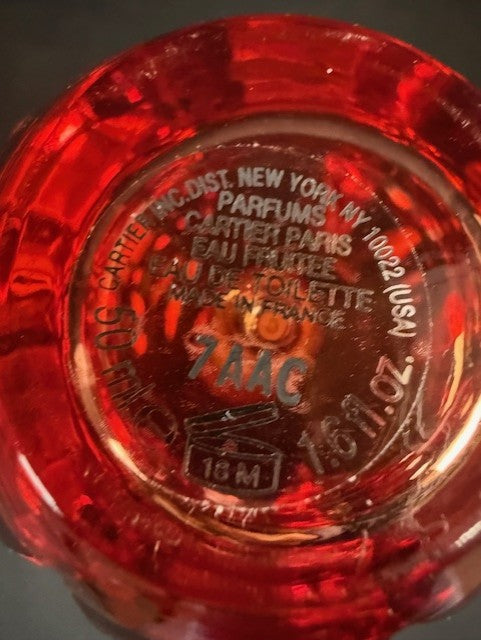 CARTIER INC.DIST. NEW YORK NY 10022 (USA)
PARFUMS
CARTIER PARIS
EAU FRUITEE
EAU DE TOILETTE
MADE IN FRANCE
7AAC
50 ml e
1.6 fl.oz.
18 M